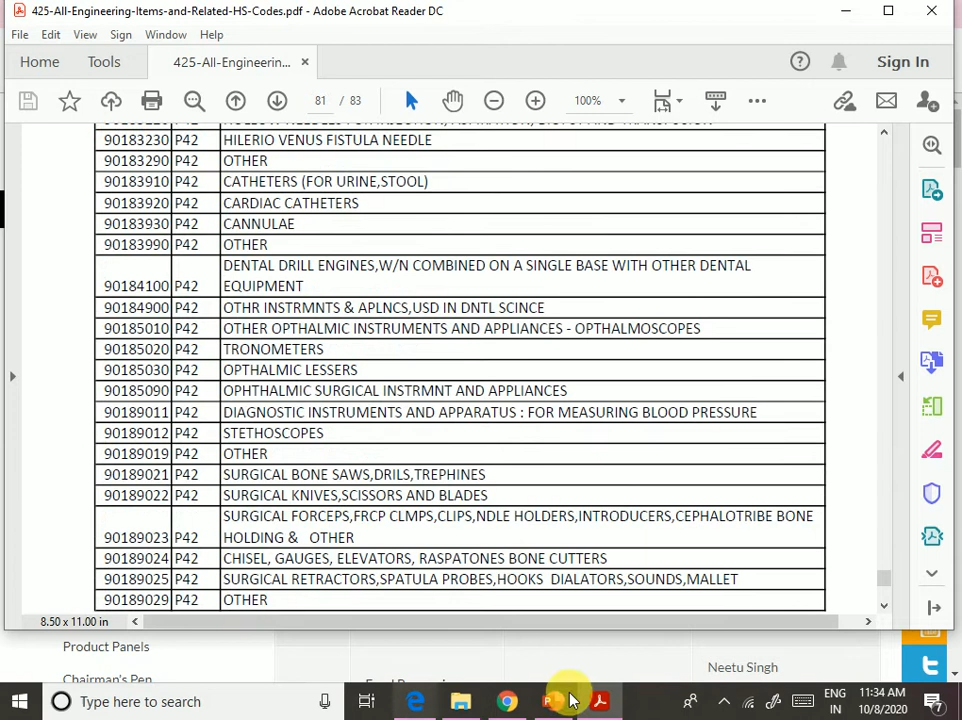 425-All-Engineering-Items-and-Related-HS-Codes.pdf - Adobe Acrobat Reader DC
File Edit View Sign Window Help
Home Tools 425-All-Engineerin... ×
Sign In
81 / 83
100%
90183230 P42 HILERIO VENUS FISTULA NEEDLE
90183290 P42 OTHER
90183910 P42 CATHETERS (FOR URINE,STOOL)
90183920 P42 CARDIAC CATHETERS
90183930 P42 CANNULAE
90183990 P42 OTHER
DENTAL DRILL ENGINES,W/N COMBINED ON A SINGLE BASE WITH OTHER DENTAL
90184100 P42 EQUIPMENT
90184900 P42 OTHR INSTRMNTS & APLNCS,USD IN DNTL SCINCE
90185010 P42 OTHER OPTHALMIC INSTRUMENTS AND APPLIANCES - OPTHALMOSCOPES
90185020 P42 TRONOMETERS
90185030 P42 OPTHALMIC LESSERS
90185090 P42 OPHTHALMIC SURGICAL INSTRMNT AND APPLIANCES
90189011 P42 DIAGNOSTIC INSTRUMENTS AND APPARATUS : FOR MEASURING BLOOD PRESSURE
90189012 P42 STETHOSCOPES
90189019 P42 OTHER
90189021 P42 SURGICAL BONE SAWS,DRILS,TREPHINES
90189022 P42 SURGICAL KNIVES,SCISSORS AND BLADES
SURGICAL FORCEPS,FRCP CLMPS,CLIPS,NDLE HOLDERS,INTRODUCERS,CEPHALOTRIBE BONE
90189023 P42 HOLDING & OTHER
90189024 P42 CHISEL, GAUGES, ELEVATORS, RASPATONES BONE CUTTERS
90189025 P42 SURGICAL RETRACTORS,SPATULA PROBES,HOOKS DIALATORS,SOUNDS,MALLET
90189029 P42 OTHER
8.50 x 11.00 in
Product Panels
Neetu Singh
Type here to search
ENG
IN
11:34 AM
10/8/2020
7